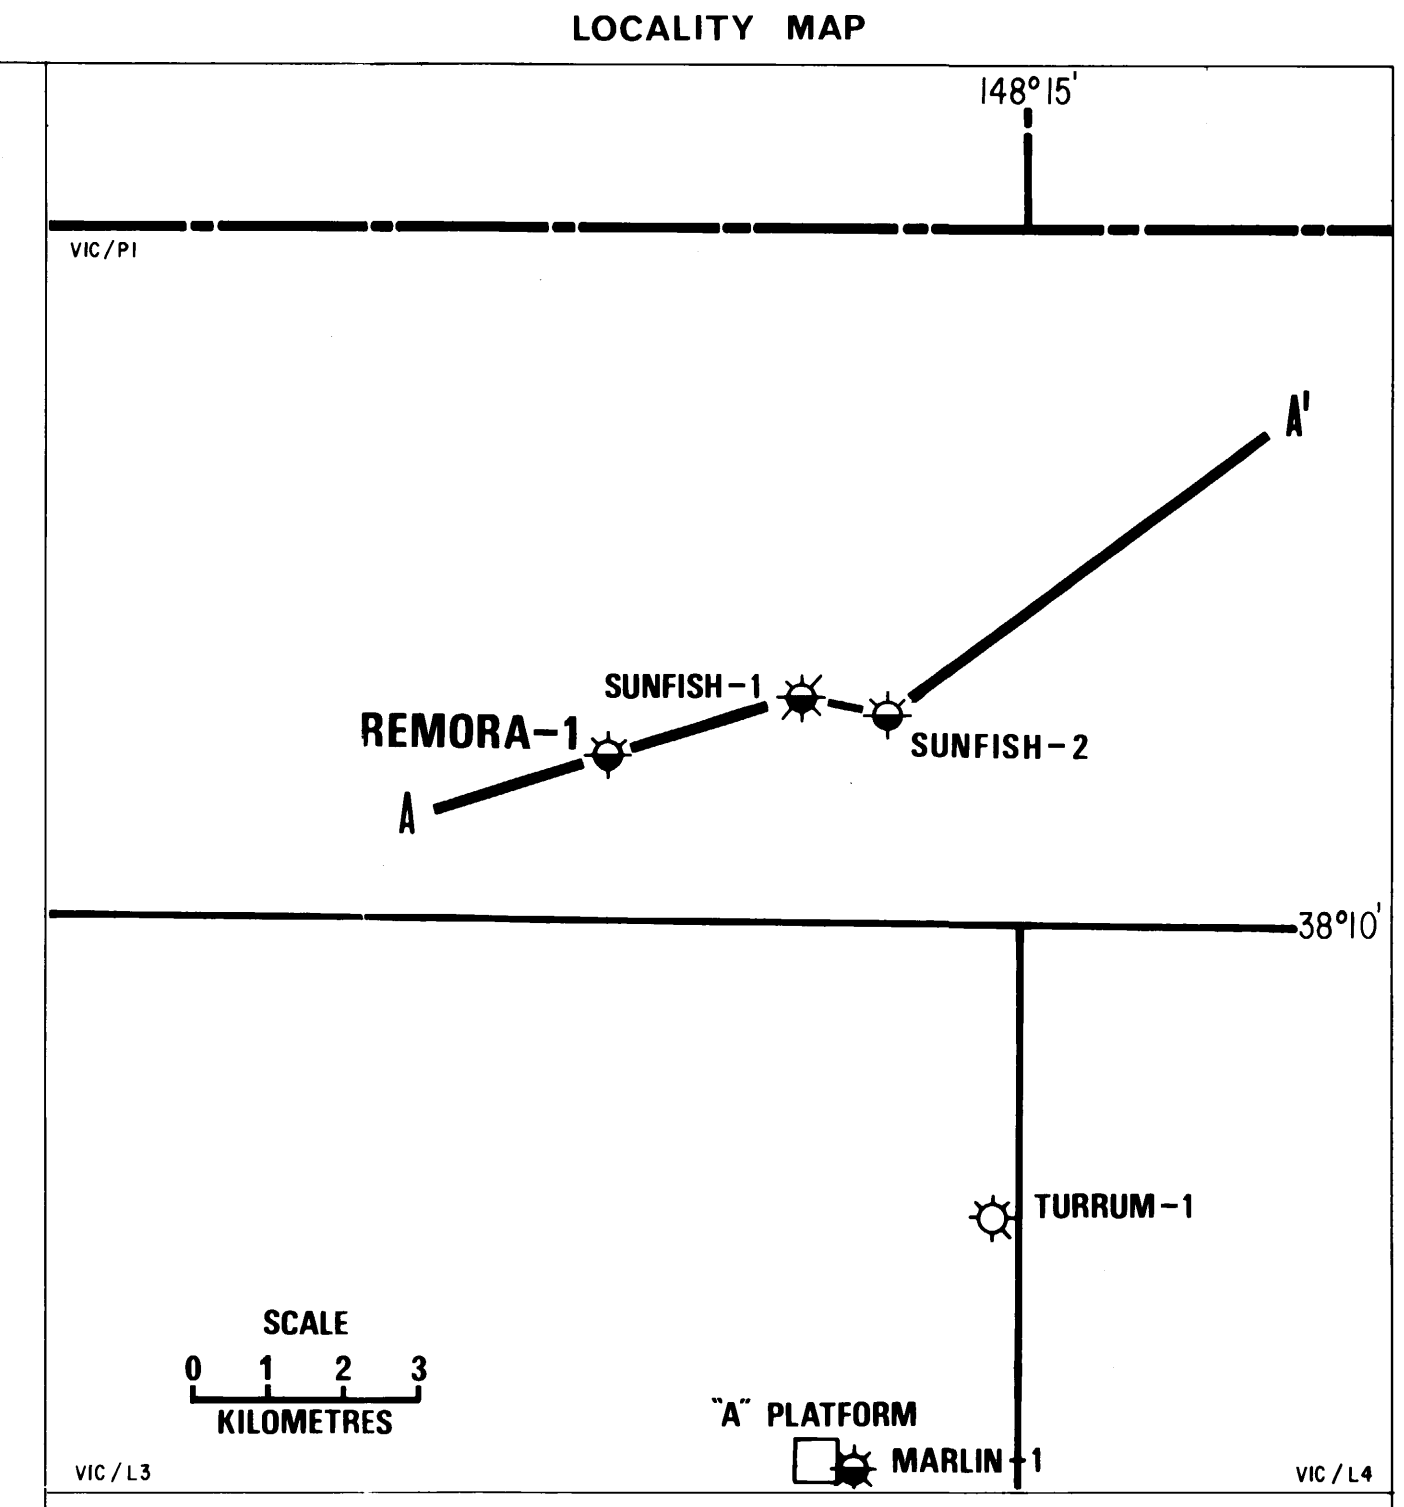 LOCALITY MAP
148°15'
VIC/P1
A'
SUNFISH-1
REMORA-1
SUNFISH-2
A
38°10'
TURRUM-1
SCALE
0 1 2 3
KILOMETRES
"A" PLATFORM
MARLIN-1
VIC/L3
VIC/L4